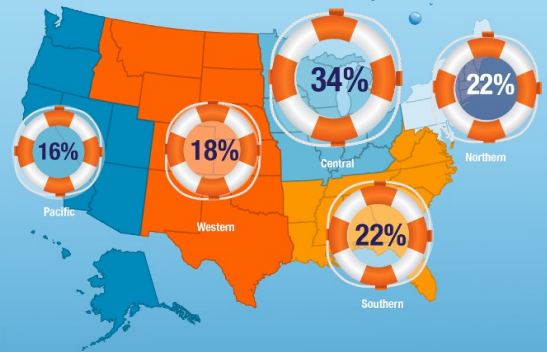 34%
Central
22%
Northern
16%
Pacific
18%
Western
22%
Southern